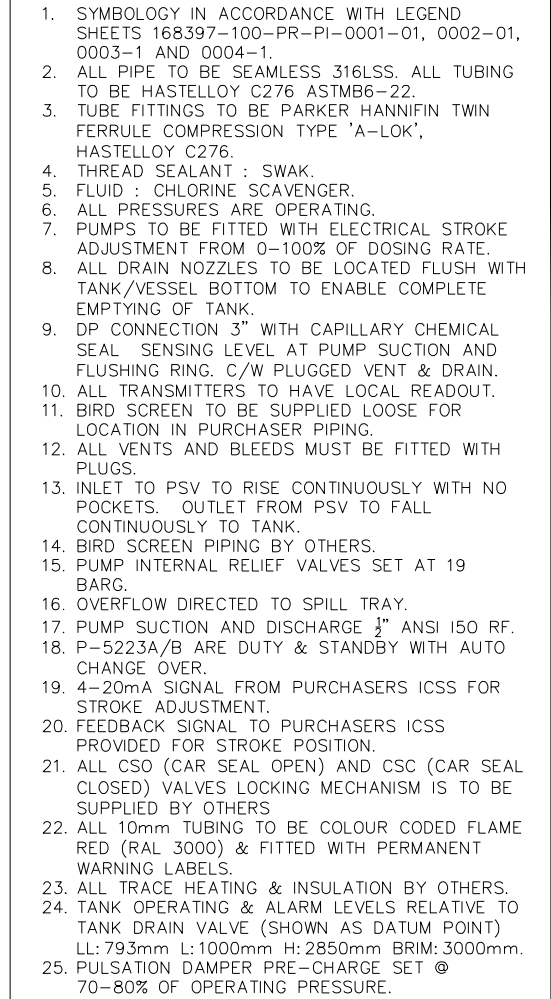 1. SYMBOLOGY IN ACCORDANCE WITH LEGEND
SHEETS 168397-100-PR-PI-0001-01, 0002-01,
0003-1 AND 0004-1.
2. ALL PIPE TO BE SEAMLESS 316LSS. ALL TUBING
TO BE HASTELLOY C276 ASTMB6-22.
3. TUBE FITTINGS TO BE PARKER HANNIFIN TWIN
FERRULE COMPRESSION TYPE 'A-LOK',
HASTELLOY C276.
4. THREAD SEALANT : SWAK.
5. FLUID : CHLORINE SCAVENGER.
6. ALL PRESSURES ARE OPERATING.
7. PUMPS TO BE FITTED WITH ELECTRICAL STROKE
ADJUSTMENT FROM 0-100% OF DOSING RATE.
8. ALL DRAIN NOZZLES TO BE LOCATED FLUSH WITH
TANK/VESSEL BOTTOM TO ENABLE COMPLETE
EMPTYING OF TANK.
9. DP CONNECTION 3" WITH CAPILLARY CHEMICAL
SEAL SENSING LEVEL AT PUMP SUCTION AND
FLUSHING RING. C/W PLUGGED VENT & DRAIN.
10. ALL TRANSMITTERS TO HAVE LOCAL READOUT.
11. BIRD SCREEN TO BE SUPPLIED LOOSE FOR
LOCATION IN PURCHASER PIPING.
12. ALL VENTS AND BLEEDS MUST BE FITTED WITH
PLUGS.
13. INLET TO PSV TO RISE CONTINUOUSLY WITH NO
POCKETS. OUTLET FROM PSV TO FALL
CONTINUOUSLY TO TANK.
14. BIRD SCREEN PIPING BY OTHERS.
15. PUMP INTERNAL RELIEF VALVES SET AT 19
BARG.
16. OVERFLOW DIRECTED TO SPILL TRAY.
17. PUMP SUCTION AND DISCHARGE ½" ANSI 150 RF.
18. P-5223A/B ARE DUTY & STANDBY WITH AUTO
CHANGE OVER.
19. 4-20mA SIGNAL FROM PURCHASERS ICSS FOR
STROKE ADJUSTMENT.
20. FEEDBACK SIGNAL TO PURCHASERS ICSS
PROVIDED FOR STROKE POSITION.
21. ALL CSO (CAR SEAL OPEN) AND CSC (CAR SEAL
CLOSED) VALVES LOCKING MECHANISM IS TO BE
SUPPLIED BY OTHERS
22. ALL 10mm TUBING TO BE COLOUR CODED FLAME
RED (RAL 3000) & FITTED WITH PERMANENT
WARNING LABELS.
23. ALL TRACE HEATING & INSULATION BY OTHERS.
24. TANK OPERATING & ALARM LEVELS RELATIVE TO
TANK DRAIN VALVE (SHOWN AS DATUM POINT)
LL: 793mm L: 1000mm H: 2850mm BRIM: 3000mm.
25. PULSATION DAMPER PRE-CHARGE SET @
70-80% OF OPERATING PRESSURE.